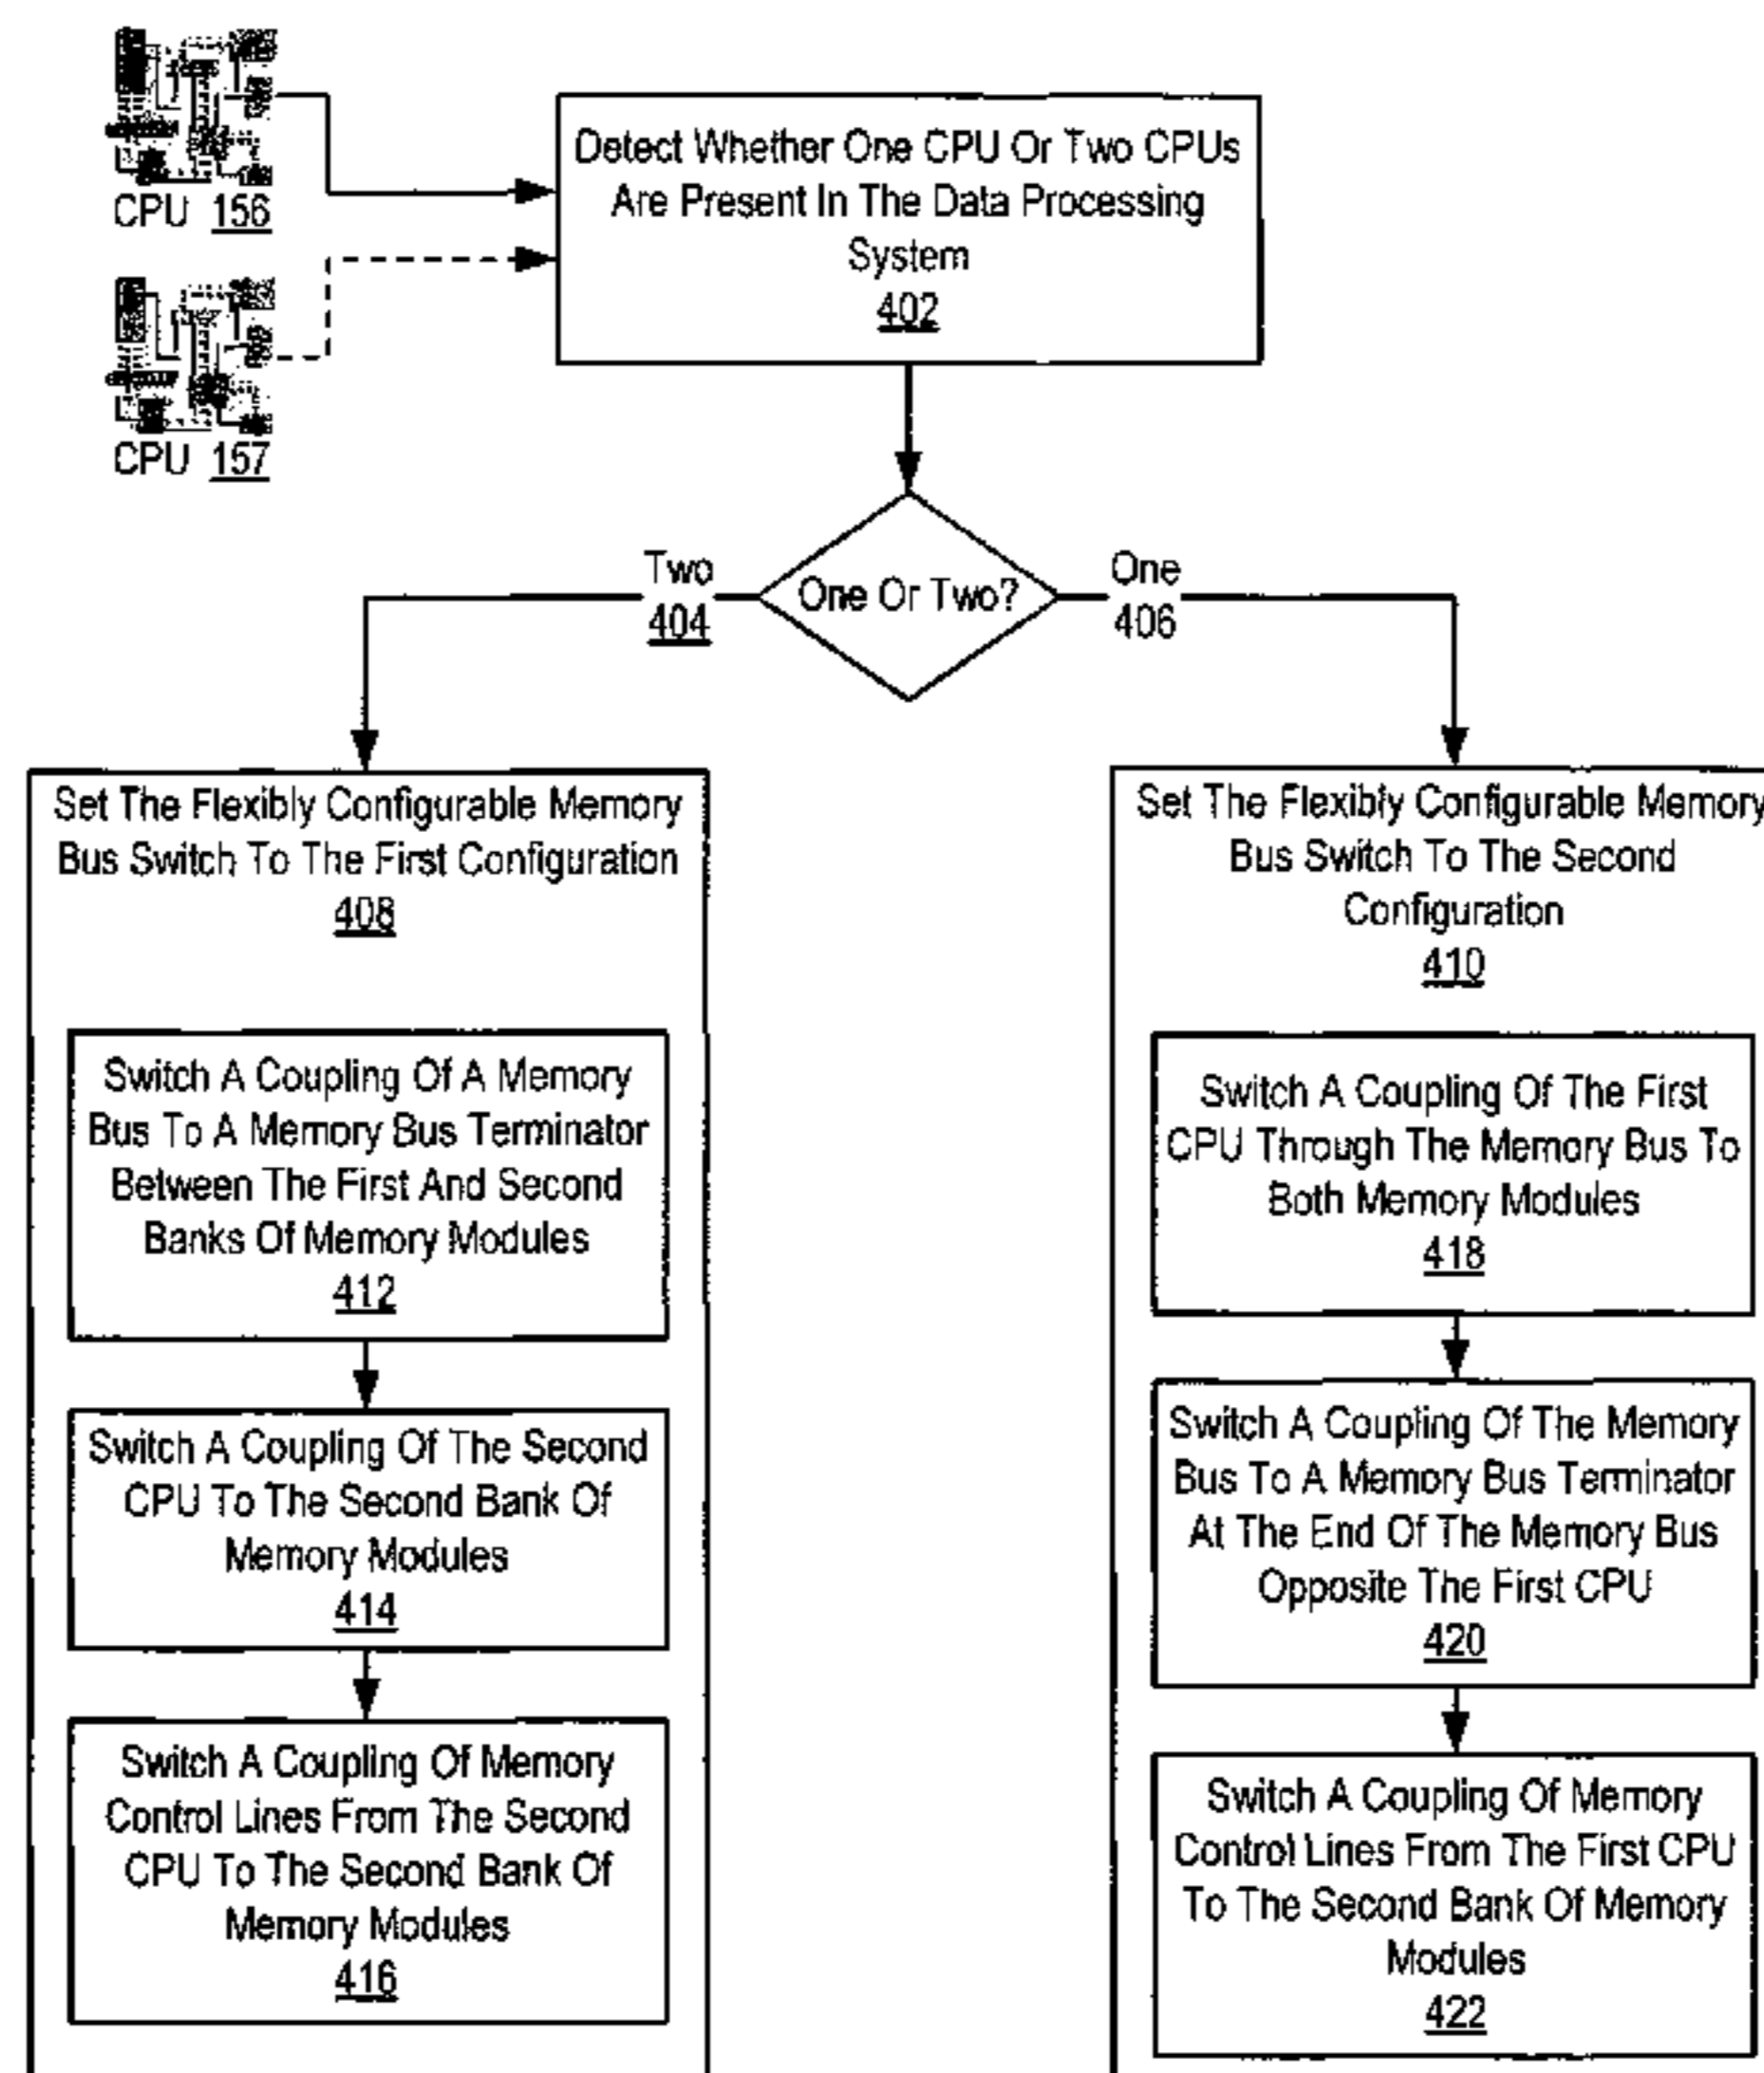 CPU 156
CPU 157
Detect Whether One CPU Or Two CPUs
Are Present In The Data Processing
System
402
One Or Two?
Two
404
One
406
Set The Flexibly Configurable Memory
Bus Switch To The First Configuration
408
Switch A Coupling Of A Memory
Bus To A Memory Bus Terminator
Between The First And Second
Banks Of Memory Modules
412
Switch A Coupling Of The Second
CPU To The Second Bank Of
Memory Modules
414
Switch A Coupling Of Memory
Control Lines From The Second
CPU To The Second Bank Of
Memory Modules
416
Set The Flexibly Configurable Memory
Bus Switch To The Second
Configuration
410
Switch A Coupling Of The First
CPU Through The Memory Bus To
Both Memory Modules
418
Switch A Coupling Of The Memory
Bus To A Memory Bus Terminator
At The End Of The Memory Bus
Opposite The First CPU
420
Switch A Coupling Of Memory
Control Lines From The First CPU
To The Second Bank Of Memory
Modules
422